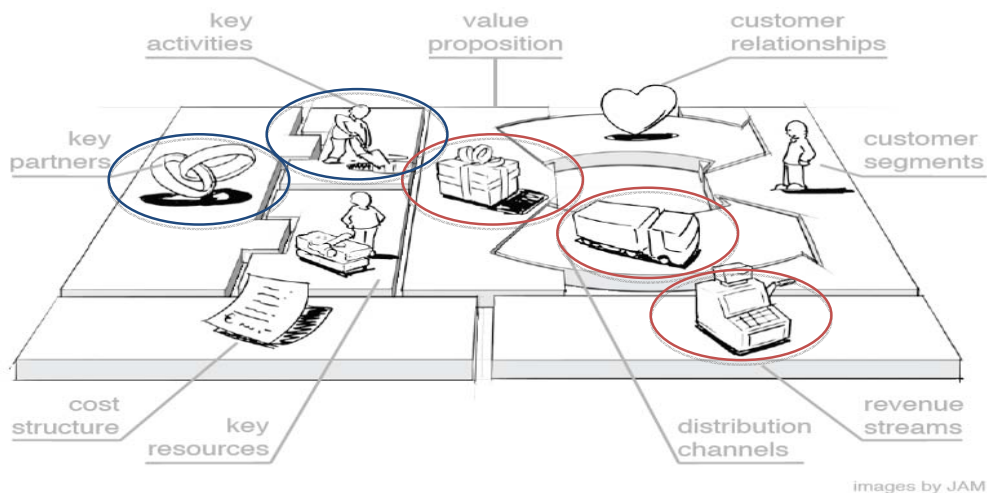 key
activities
value
proposition
customer
relationships
key
partners
customer
segments
cost
structure
key
resources
distribution
channels
revenue
streams
images by JAM